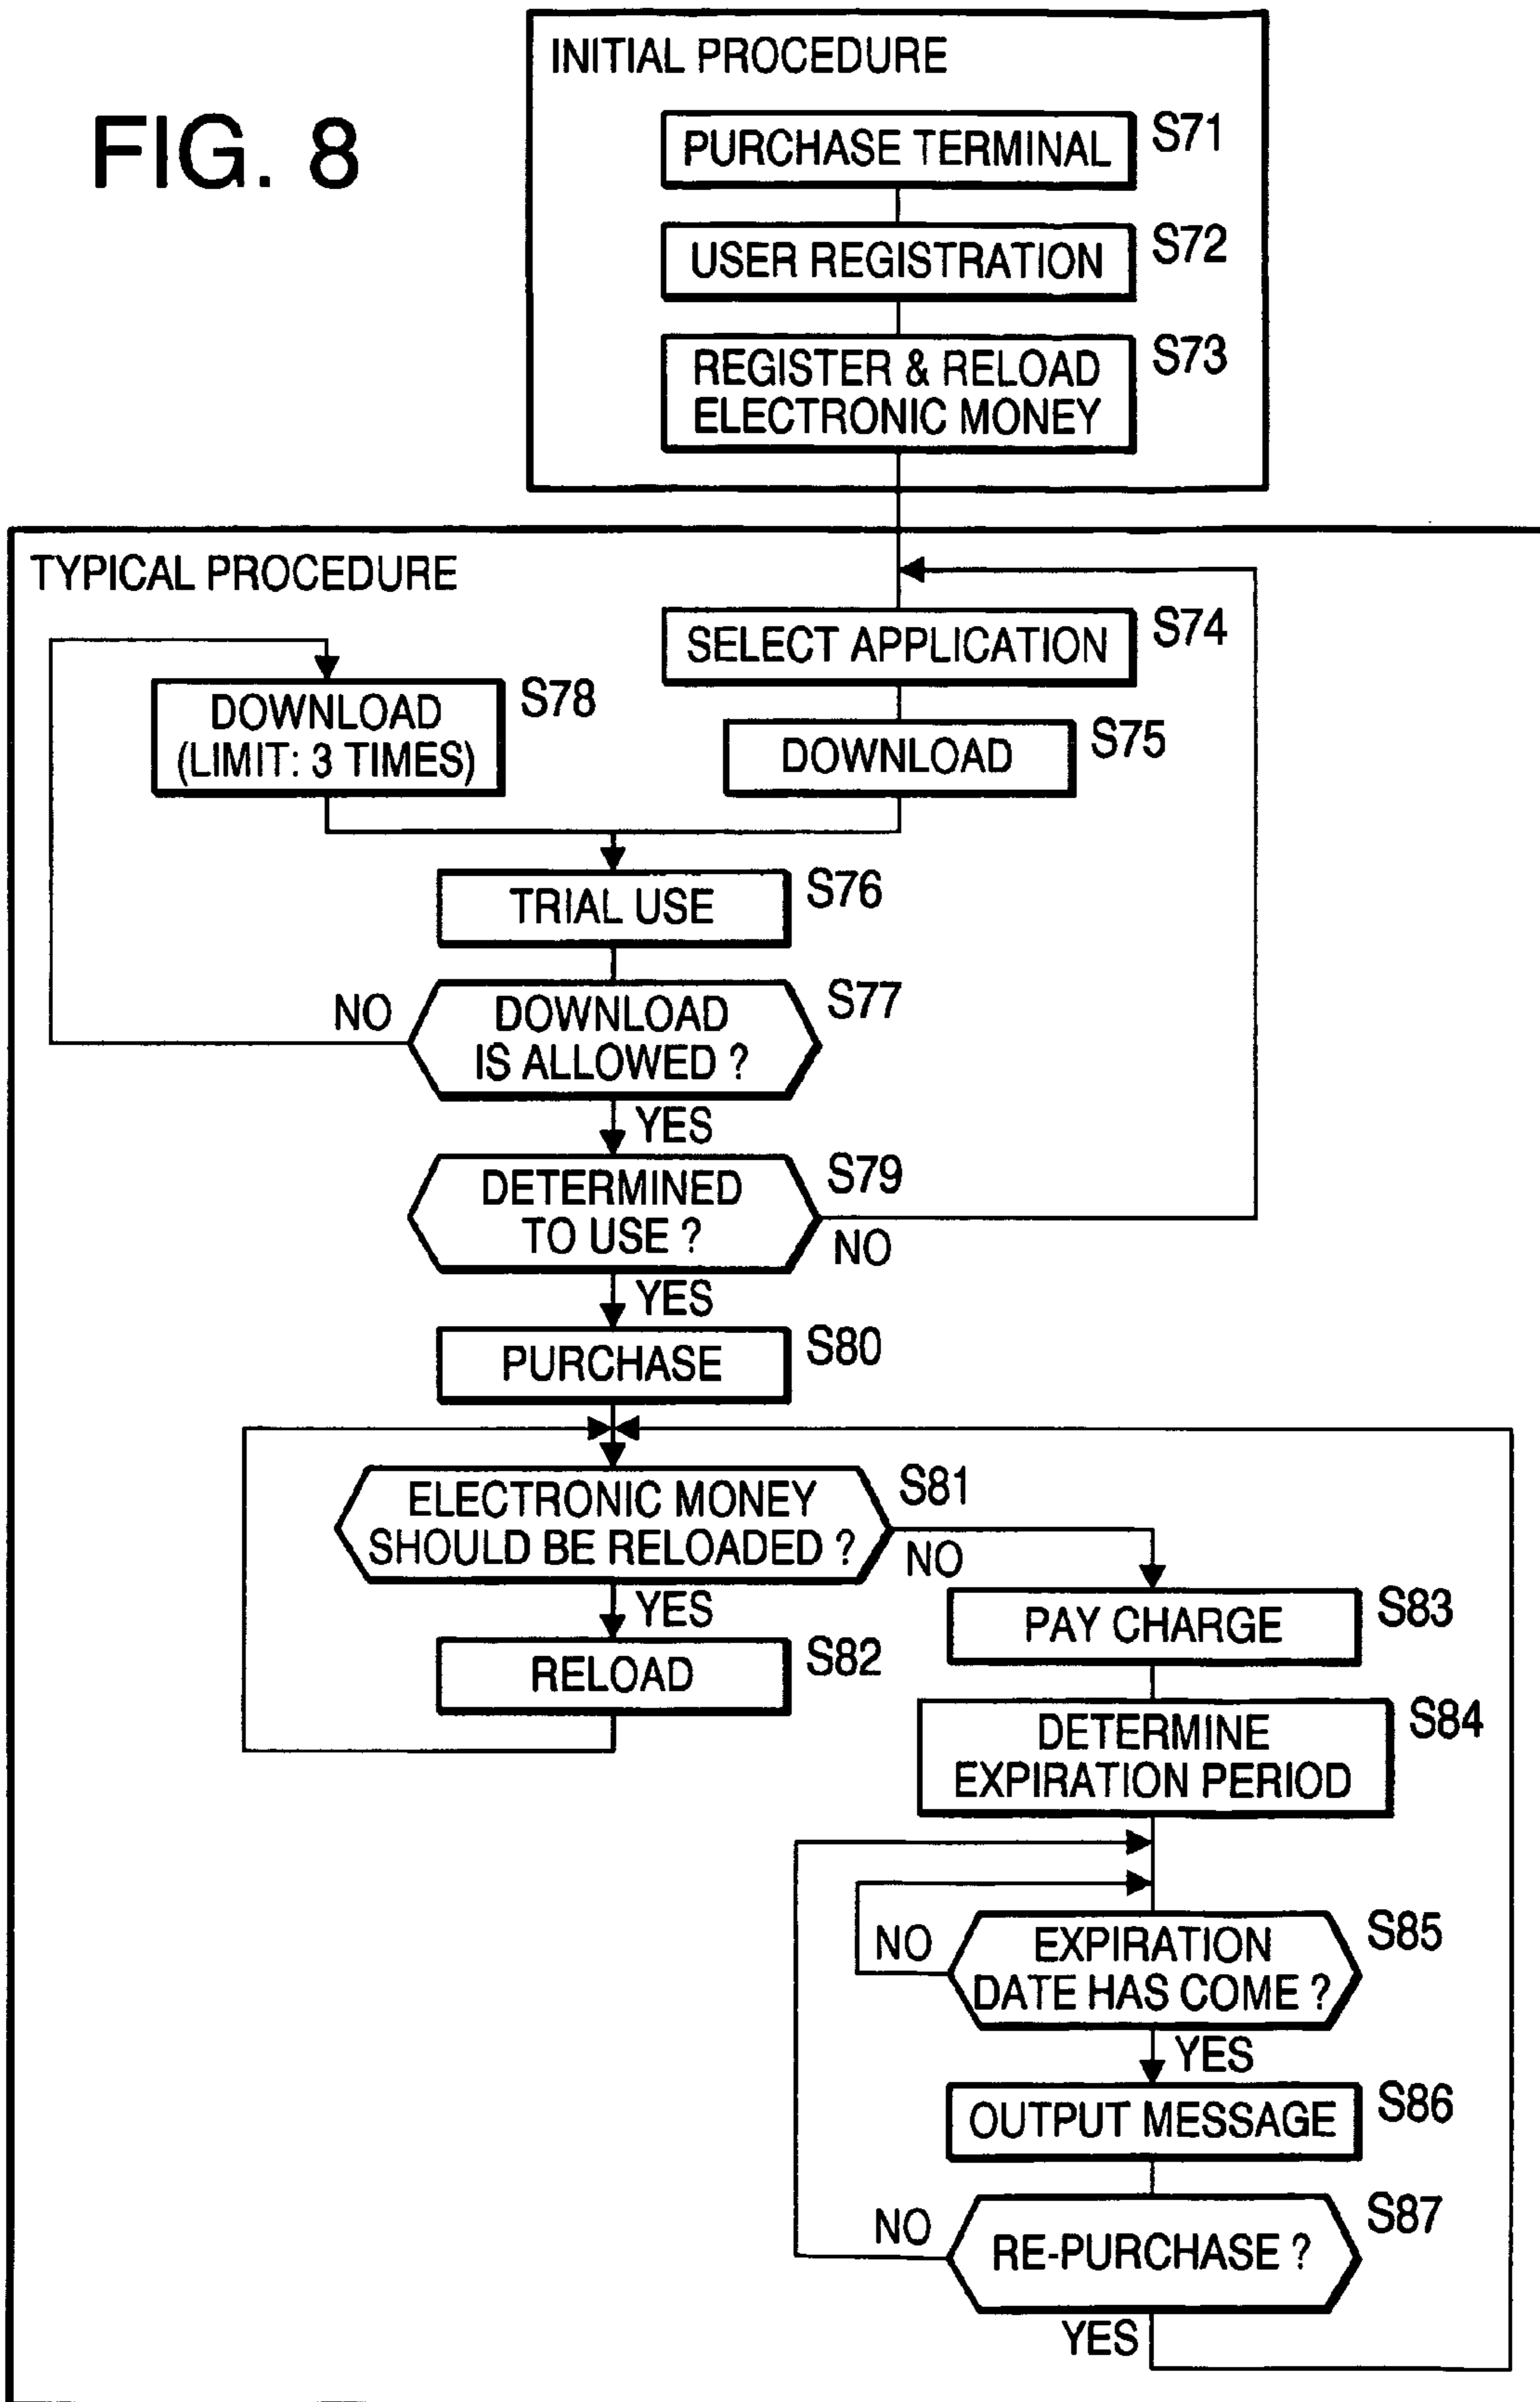 FIG. 8
INITIAL PROCEDURE
PURCHASE TERMINAL
S71
USER REGISTRATION
S72
REGISTER & RELOAD
ELECTRONIC MONEY
S73
TYPICAL PROCEDURE
SELECT APPLICATION
S74
DOWNLOAD
(LIMIT: 3 TIMES)
S78
DOWNLOAD
S75
TRIAL USE
S76
DOWNLOAD
IS ALLOWED ?
S77
NO
YES
DETERMINED
TO USE ?
S79
NO
YES
PURCHASE
S80
ELECTRONIC MONEY
SHOULD BE RELOADED ?
S81
NO
YES
RELOAD
S82
PAY CHARGE
S83
DETERMINE
EXPIRATION PERIOD
S84
EXPIRATION
DATE HAS COME ?
S85
NO
YES
OUTPUT MESSAGE
S86
RE-PURCHASE ?
S87
NO
YES